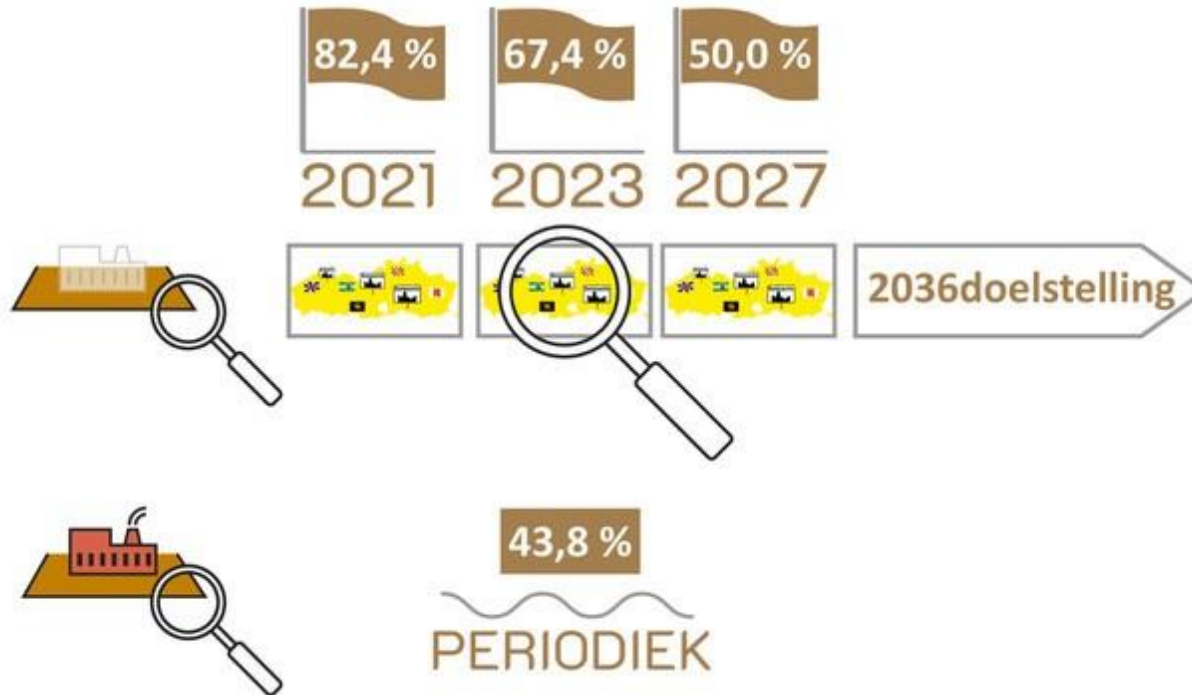 82,4 % 67,4 % 50,0 %
2021 2023 2027
2036doelstelling
43,8 %
PERIODIEK